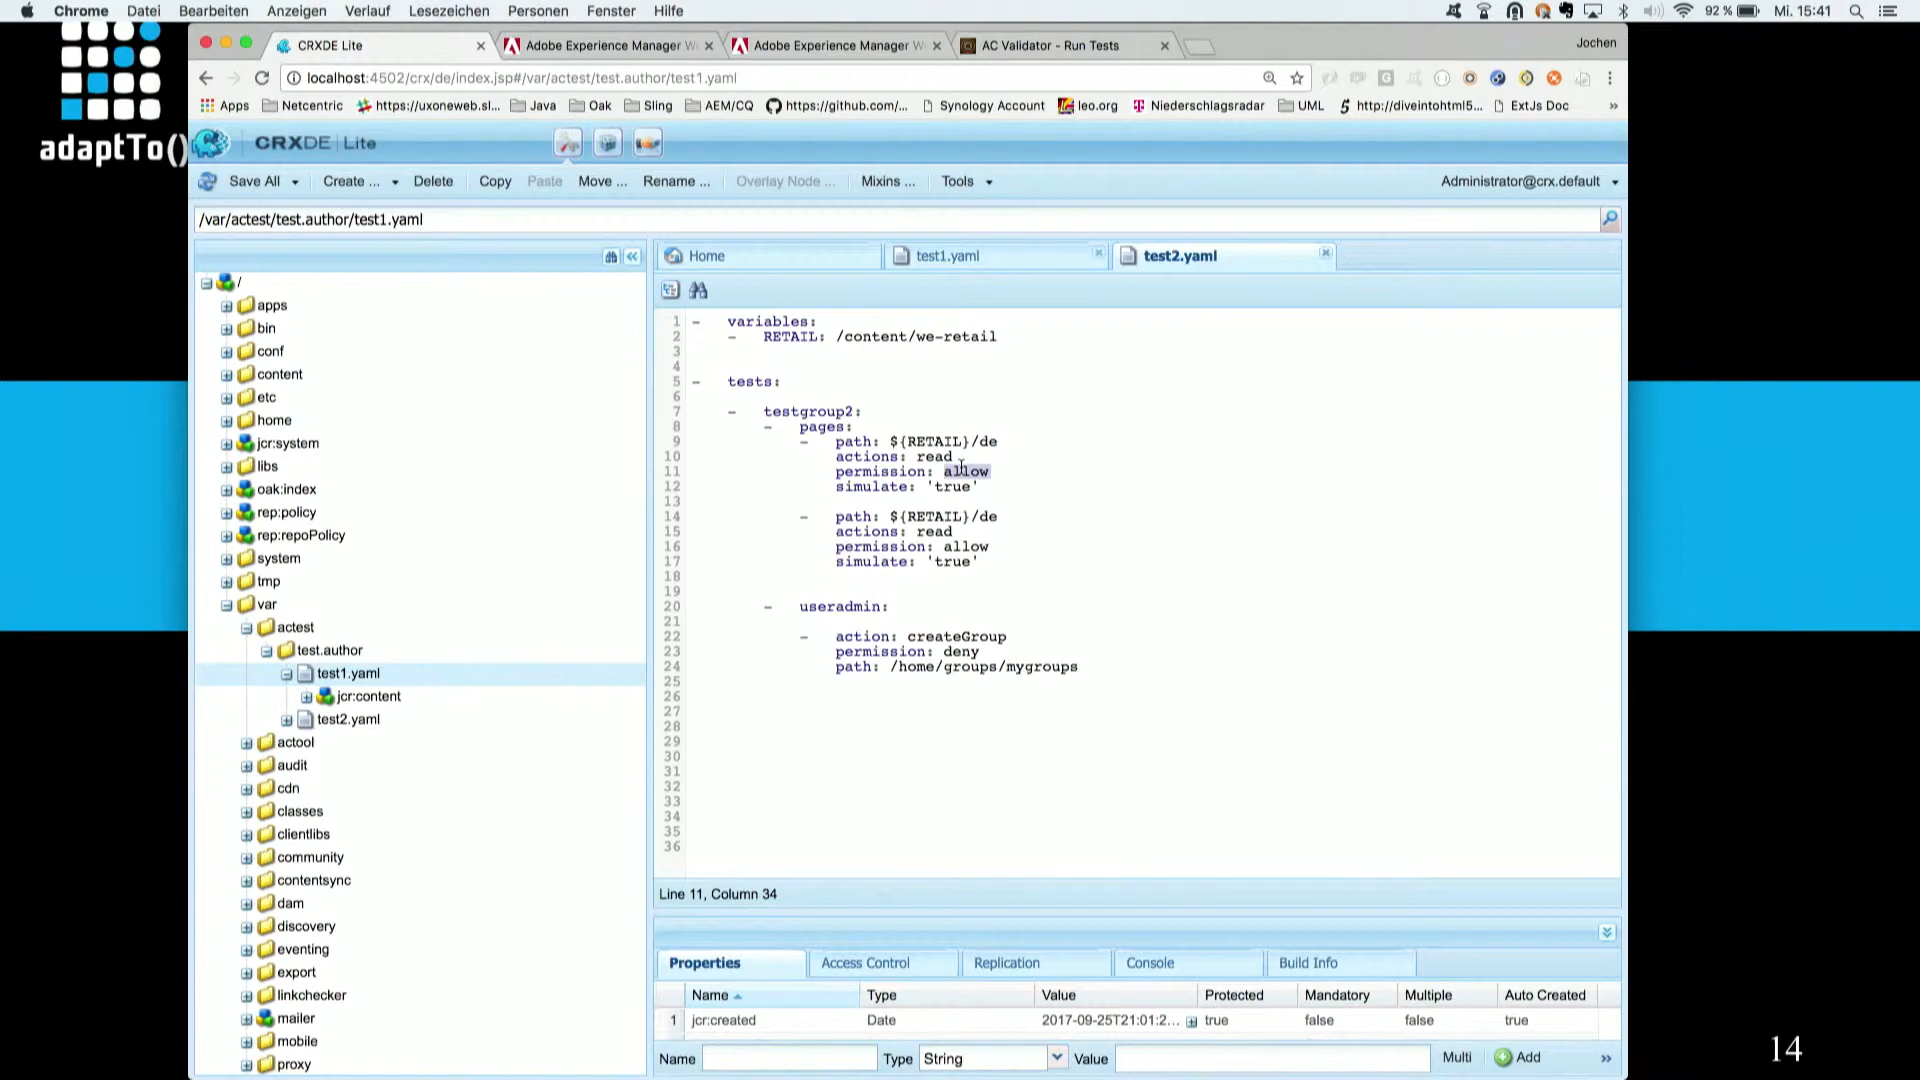 Chrome Datei Bearbeiten Anzeigen Verlauf Lesezeichen Personen Fenster Hilfe 92 % Mi. 15:41
adaptTo()
CRXDE Lite Adobe Experience Manager W Adobe Experience Manager W AC Validator - Run Tests Jochen
localhost:4502/crx/de/index.jsp#/var/actest/test.author/test1.yaml
Apps Netcentric https://uxoneweb.sl... Java Oak Sling AEM/CQ https://github.com/... Synology Account leo.org Niederschlagsradar UML http://diveintohtml5... ExtJs Doc »
CRXDE | Lite
Save All Create ... Delete Copy Paste Move ... Rename ... Overlay Node ... Mixins ... Tools Administrator@crx.default
/var/actest/test.author/test1.yaml
Home test1.yaml test2.yaml
/
apps
bin
conf
content
etc
home
jcr:system
libs
oak:index
rep:policy
rep:repoPolicy
system
tmp
var
actest
test.author
test1.yaml
jcr:content
test2.yaml
actool
audit
cdn
classes
clientlibs
community
contentsync
dam
discovery
eventing
export
linkchecker
mailer
mobile
proxy
1 - variables:
2 - RETAIL: /content/we-retail
3
4
5 - tests:
6
7 - testgroup2:
8 - pages:
9 - path: ${RETAIL}/de
10 actions: read
11 permission: allow
12 simulate: 'true'
13
14 - path: ${RETAIL}/de
15 actions: read
16 permission: allow
17 simulate: 'true'
18
19
20 - useradmin:
21
22 - action: createGroup
23 permission: deny
24 path: /home/groups/mygroups
25
26
27
28
29
30
31
32
33
34
35
36
Line 11, Column 34
Properties Access Control Replication Console Build Info
Name Type Value Protected Mandatory Multiple Auto Created
1 jcr:created Date 2017-09-25T21:01:2... true false false true
Name Type String Value Multi Add »
14